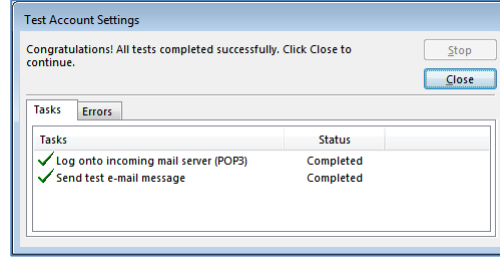 Test Account Settings
Congratulations! All tests completed successfully. Click Close to
continue.
Stop
Close
Tasks Errors
Tasks Status
Log onto incoming mail server (POP3) Completed
Send test e-mail message Completed